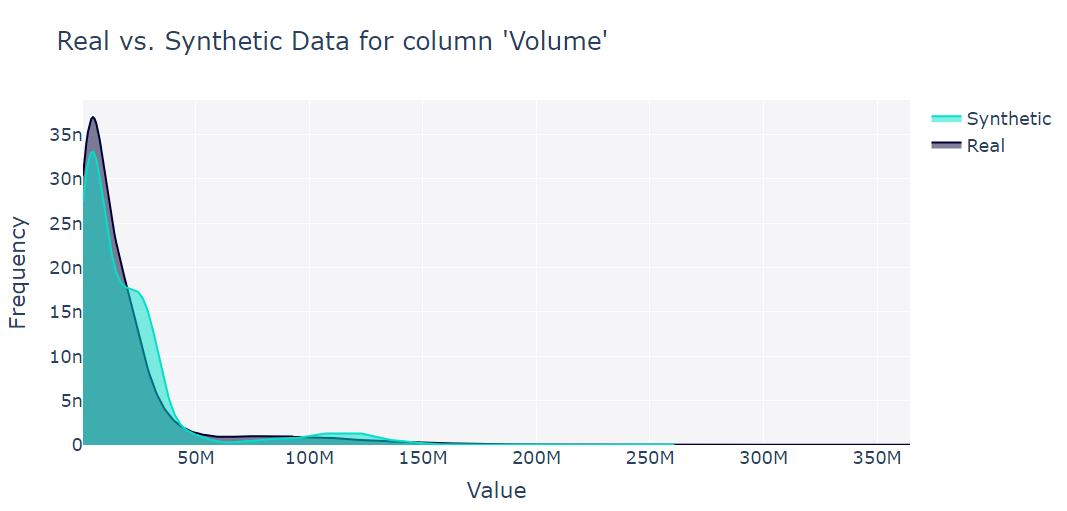 Real vs. Synthetic Data for column 'Volume'
Synthetic
Real
35n
30n
25n
20n
15n
10n
5n
0
Frequency
50M 100M 150M 200M 250M 300M 350M
Value